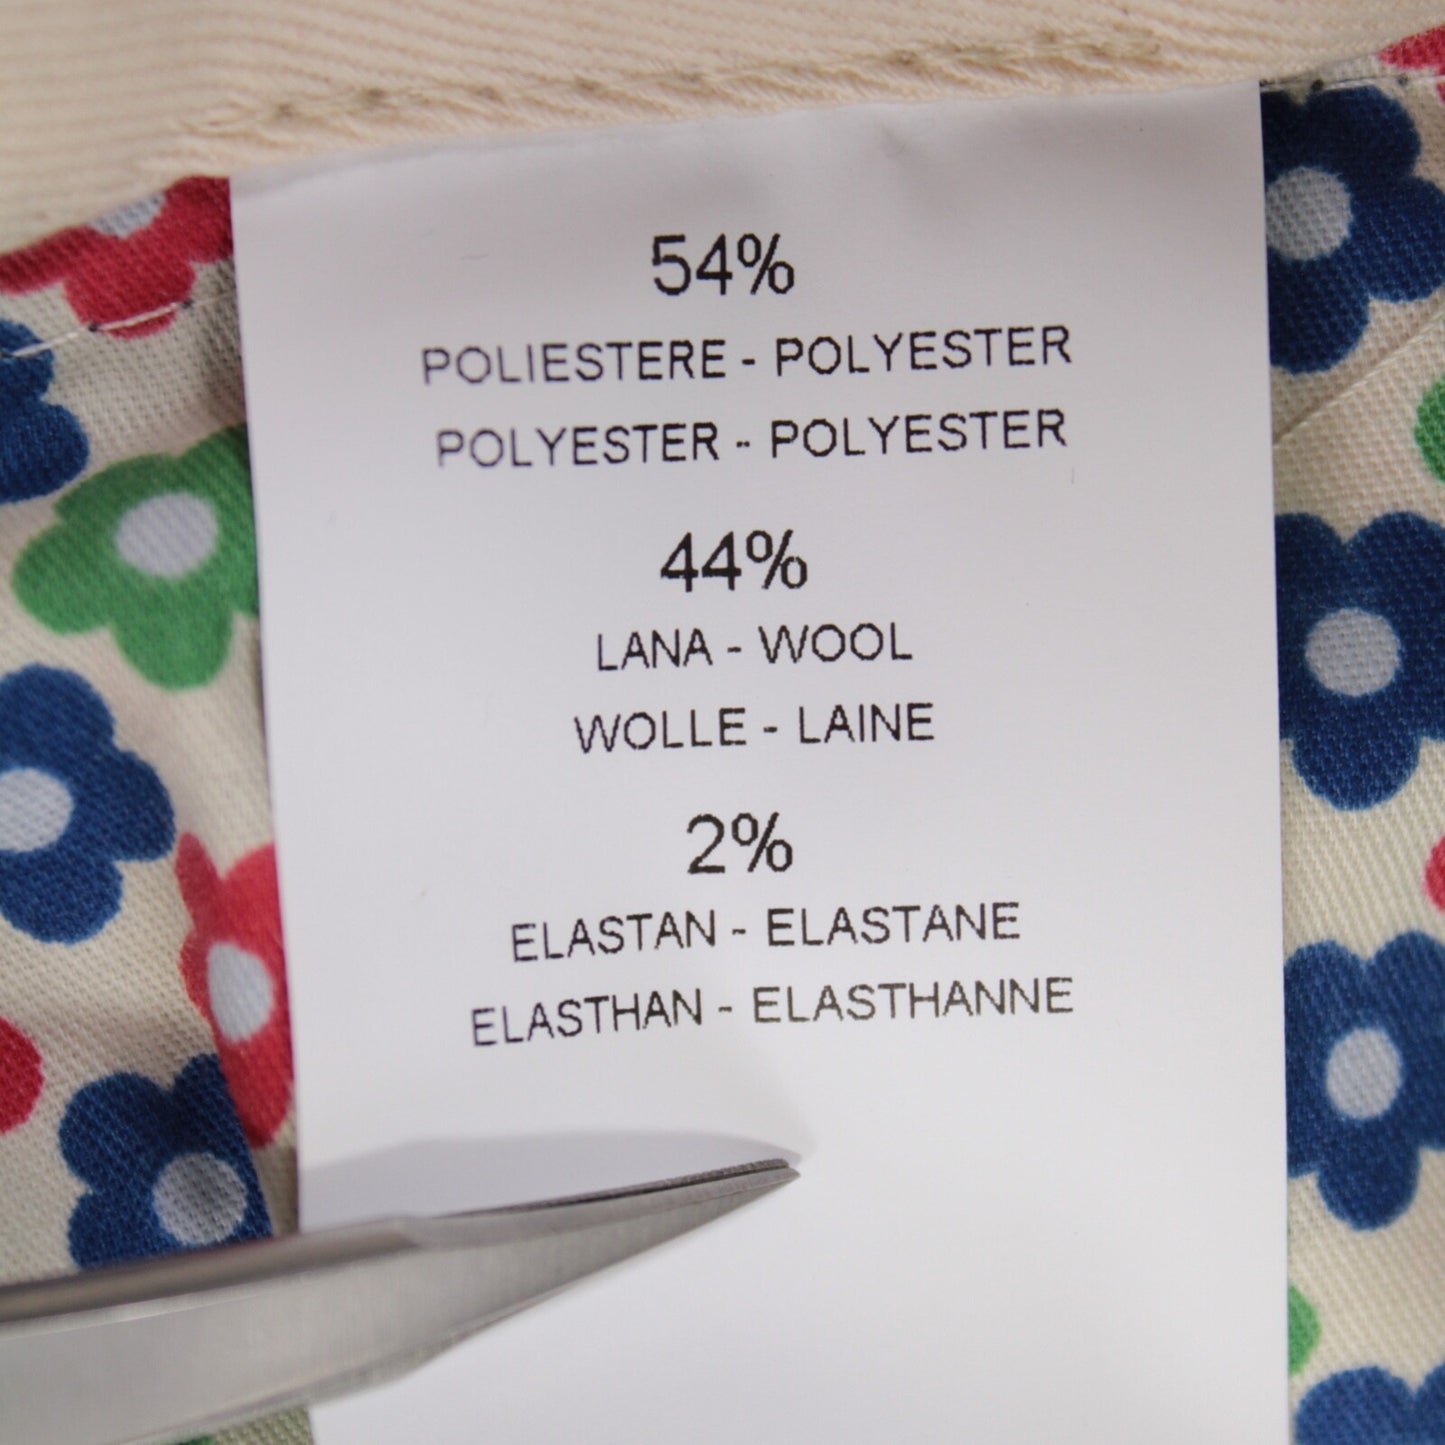 54%
POLIESTERE - POLYESTER
POLYESTER - POLYESTER
44%
LANA - WOOL
WOLLE - LAINE
2%
ELASTAN - ELASTANE
ELASTHAN - ELASTHANNE